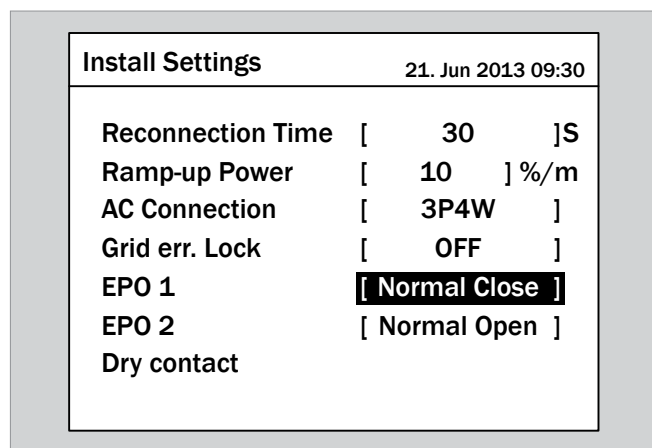 Install Settings 21. Jun 2013 09:30
Reconnection Time [ 30 ]S
Ramp-up Power [ 10 ] %/m
AC Connection [ 3P4W ]
Grid err. Lock [ OFF ]
EPO 1 [ Normal Close ]
EPO 2 [ Normal Open ]
Dry contact